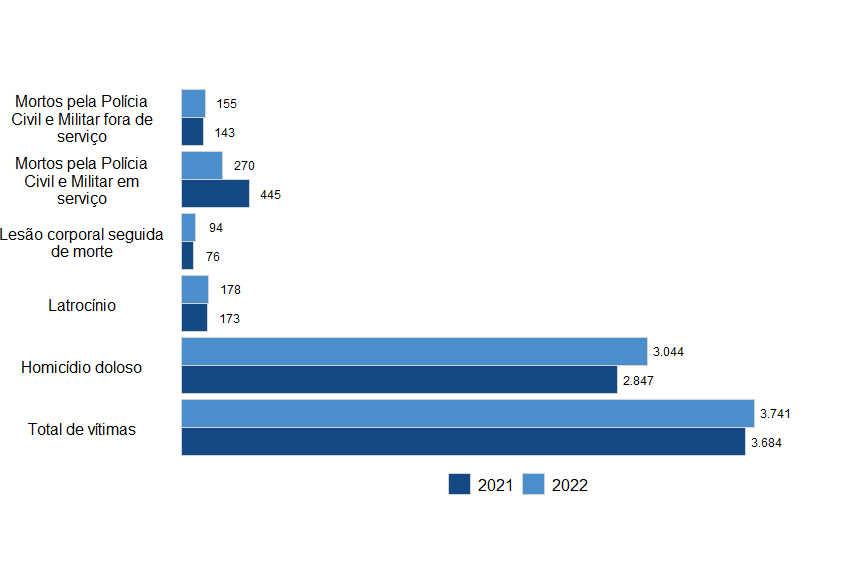 Mortos pela Polícia
Civil e Militar fora de
serviço
155
143
Mortos pela Polícia
Civil e Militar em
serviço
270
445
Lesão corporal seguida
de morte
94
76
Latrocínio
178
173
Homicídio doloso
3.044
2.847
Total de vítimas
3.741
3.684
2021 2022